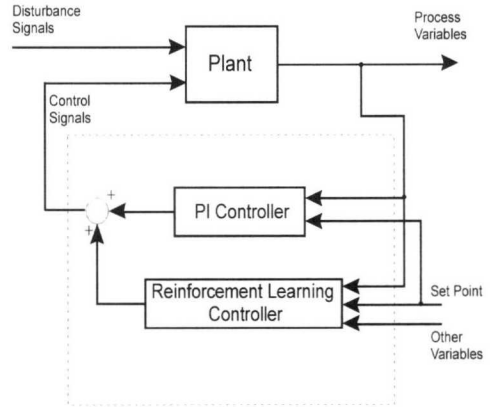 Disturbance
Signals
Process
Variables
Plant
Control
Signals
+
PI Controller
+
Reinforcement Learning
Controller
Set Point
Other
Variables